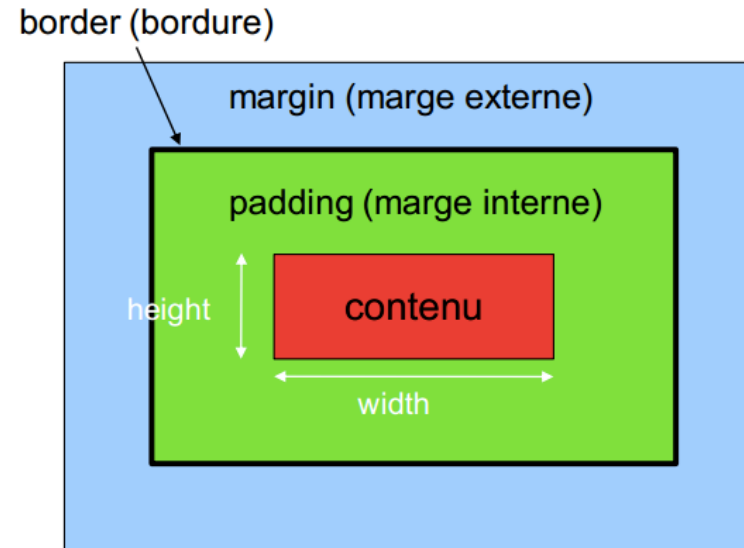 border (bordure)
margin (marge externe)
padding (marge interne)
height
contenu
width